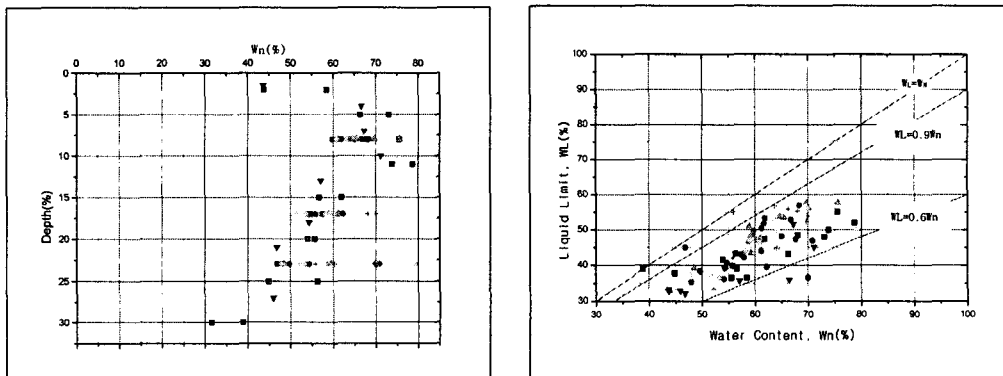 Wn(%)
0 10 20 30 40 50 60 70 80
Depth(%)
0
5
10
15
20
25
30
Liquid Limit, WL(%)
100
90
80
70
60
50
40
30
WL=WN
WL=0.9Wn
WL=0.6Wn
30 40 50 60 70 80 90 100
Water Content, Wn(%)